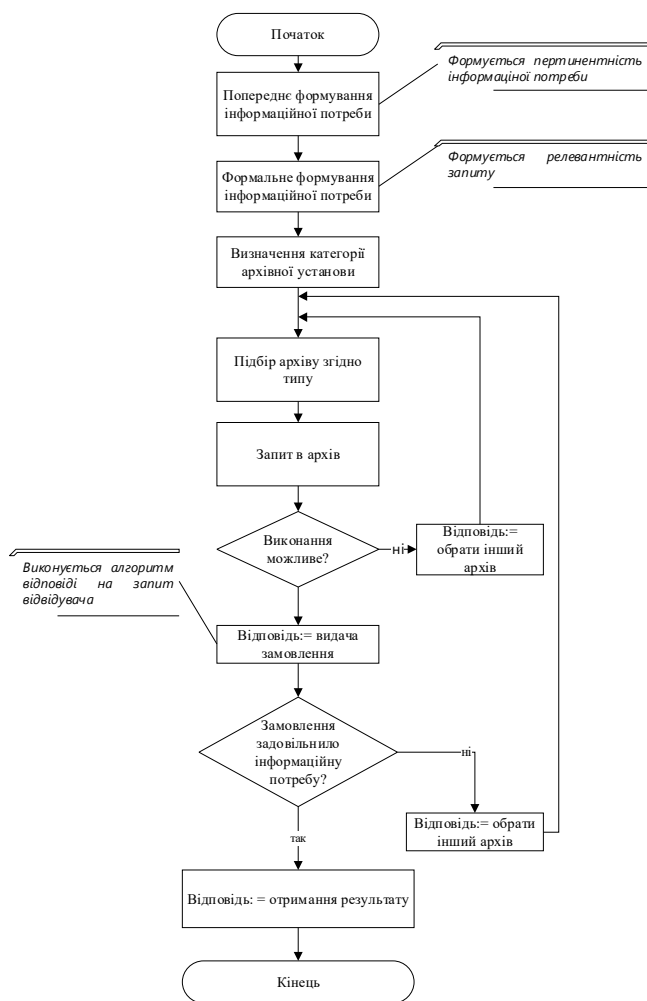 Початок
Формується пертинентність
інформаціної потреби
Попереднє формування
інформаційної потреби
Формується релевантність
запиту
Формальне формування
інформаційної потреби
Визначення категорії
архівної установи
Підбір архіву згідно
типу
Запит в архів
Виконання
можливе?
ні
Відповідь:=
обрати інший
архів
Виконується алгоритм
відповіді на запит
відвідувача
Відповідь:= видача
замовлення
Замовлення
задовільнило
інформаційну
потребу?
ні
Відповідь:= обрати
інший архів
так
Відповідь: = отримання результату
Кінець